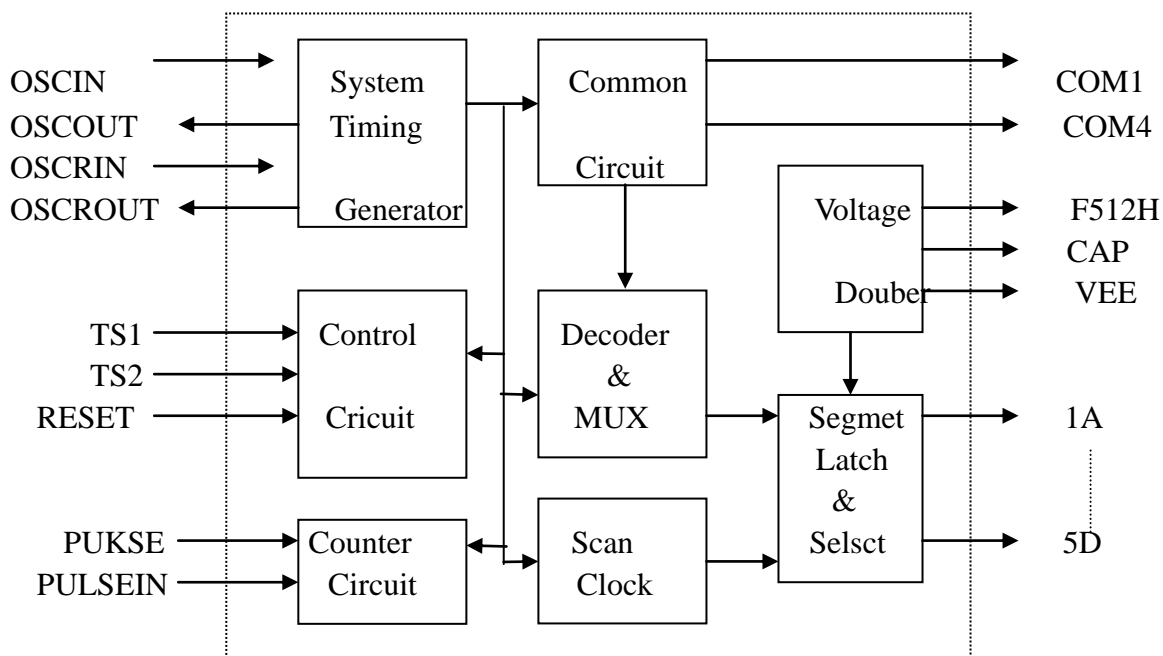 OSCIN
OSCOUT
OSCRIN
OSCROUT
System
Timing
Generator
Common
Circuit
COM1
COM4
Voltage
Douber
F512H
CAP
VEE
TS1
TS2
RESET
Control
Cricuit
Decoder
&
MUX
Segmet
Latch
&
Selsct
1A
5D
PUKSE
PULSEIN
Counter
Circuit
Scan
Clock